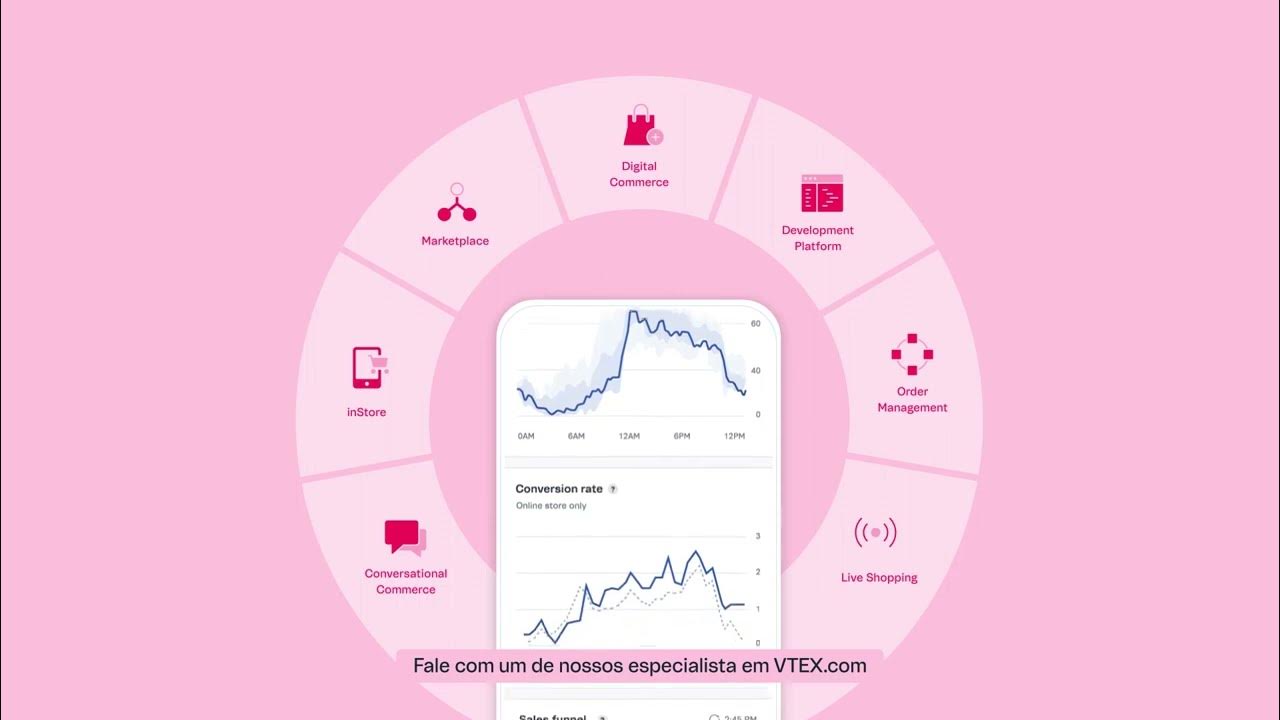 Digital
Commerce
Marketplace
Development
Platform
inStore
Order
Management
Conversational
Commerce
Live Shopping
60
40
0
0AM 6AM 12AM 6PM 12PM
Conversion rate ?
Online store only
3
2
1
0
Fale com um de nossos especialista em VTEX.com
Sales funnel ? 2:45 PM